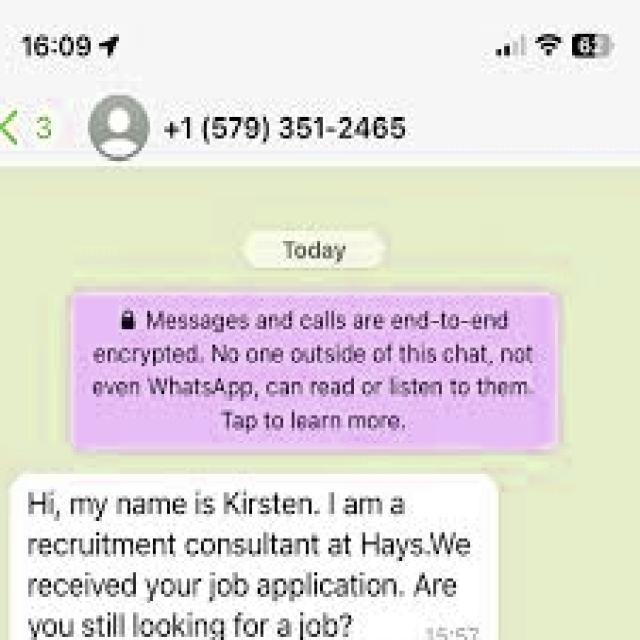 16:09
3
+1 (579) 351-2465
Today
Messages and calls are end-to-end
encrypted. No one outside of this chat, not
even WhatsApp, can read or listen to them.
Tap to learn more.
Hi, my name is Kirsten. I am a
recruitment consultant at Hays.We
received your job application. Are
you still looking for a job?
15:57